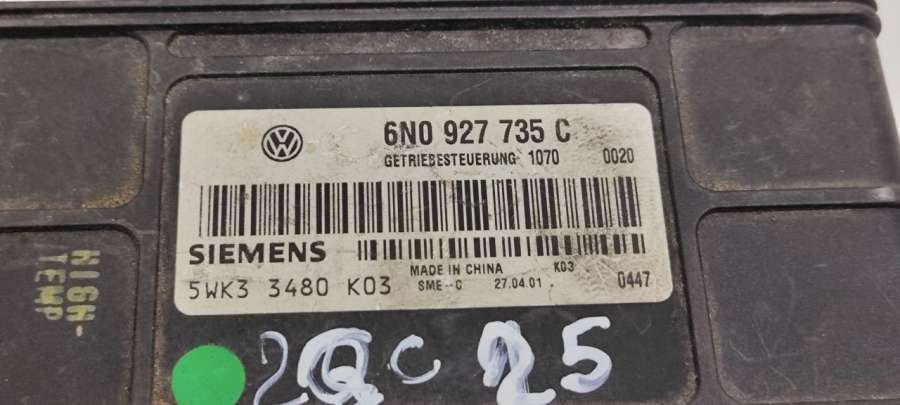 6N0 927 735 C
GETRIEBESTEUERUNG 1070 0020
SIEMENS
5WK3 3480 K03
MADE IN CHINA K03
SME-C 27.04.01 . 0447
HIGH-
TEMP
25